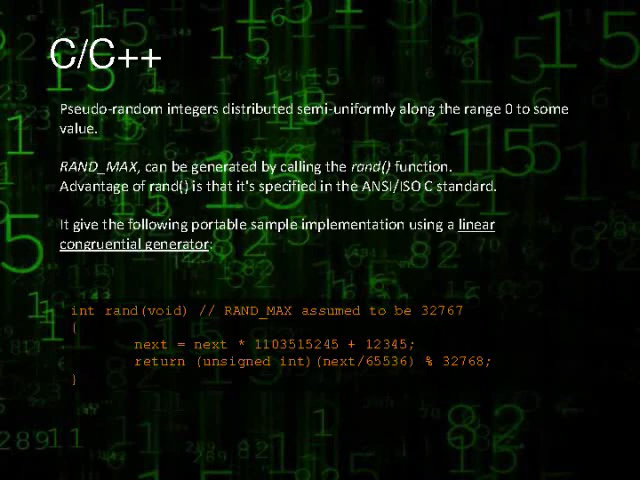 C/C++
Pseudo-random integers distributed semi-uniformly along the range 0 to some
value.
RAND_MAX, can be generated by calling the rand() function.
Advantage of rand() is that it's specified in the ANSI/ISO C standard.
It give the following portable sample implementation using a linear
congruential generator:
int rand(void) // RAND_MAX assumed to be 32767
{
next = next * 1103515245 + 12345;
return (unsigned int)(next/65536) % 32768;
}